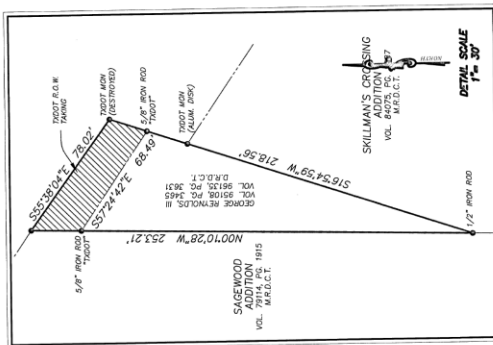 TXDOT R.O.W.
TAKING
TXDOT MON
(DESTROYED)
5/8" IRON ROD
"TXDOT"
TXDOT MON
(ALUM. DISK)
S55°38'04"E
78.02'
S57°24'42"E
68.49'
5/8" IRON ROD
"TXDOT"
GEORGE REYNOLDS, III
VOL. 95108, PG. 3465
VOL. 96135, PG. 3631
D.R.D.C.T.
N00°10'28"W 253.21'
S16°54'59"W 218.56'
SAGEWOOD
ADDITION
VOL. 79114, PG. 1915
M.R.D.C.T.
1/2" IRON ROD
SKILLMAN'S CROSSING
ADDITION
VOL. 84075, PG.
M.R.D.C.T.
NORTH
DETAIL SCALE
1"= 30'